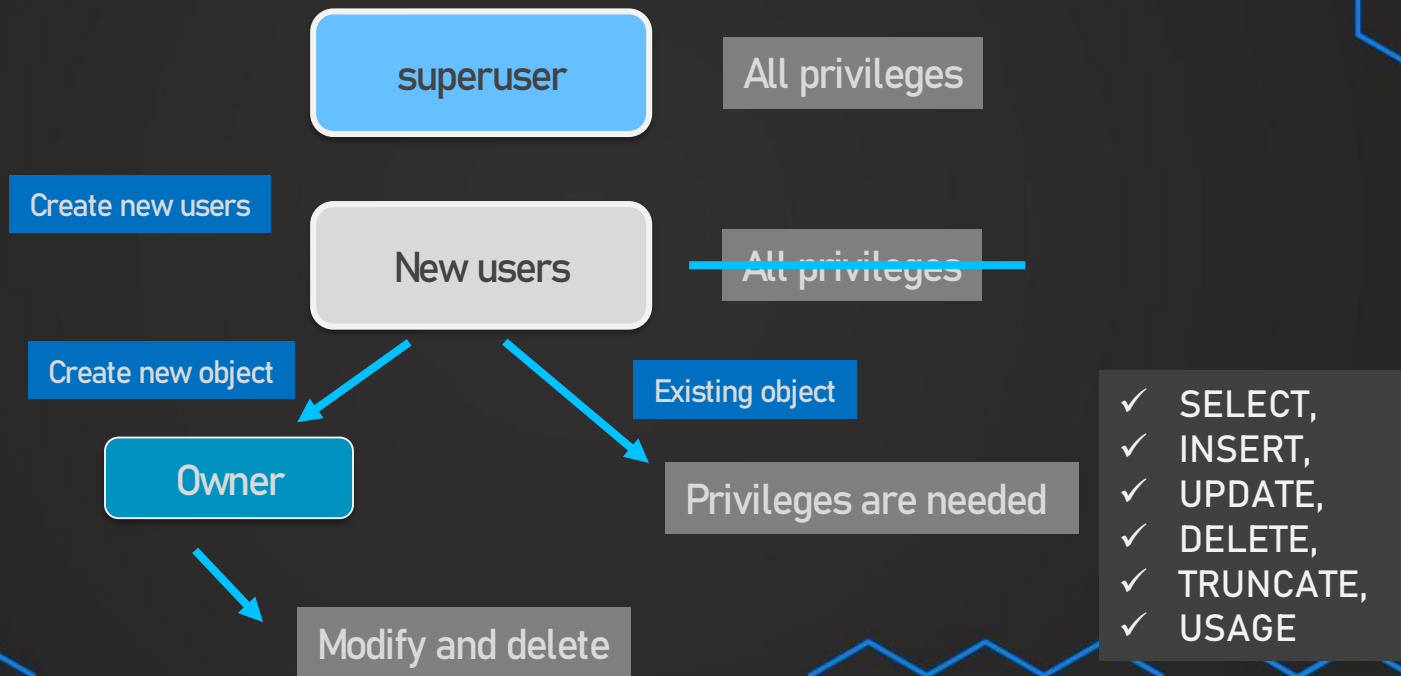 superuser
All privileges
Create new users
New users
All privileges
Create new object
Existing object
Owner
Privileges are needed
Modify and delete
✓ SELECT,
✓ INSERT,
✓ UPDATE,
✓ DELETE,
✓ TRUNCATE,
✓ USAGE